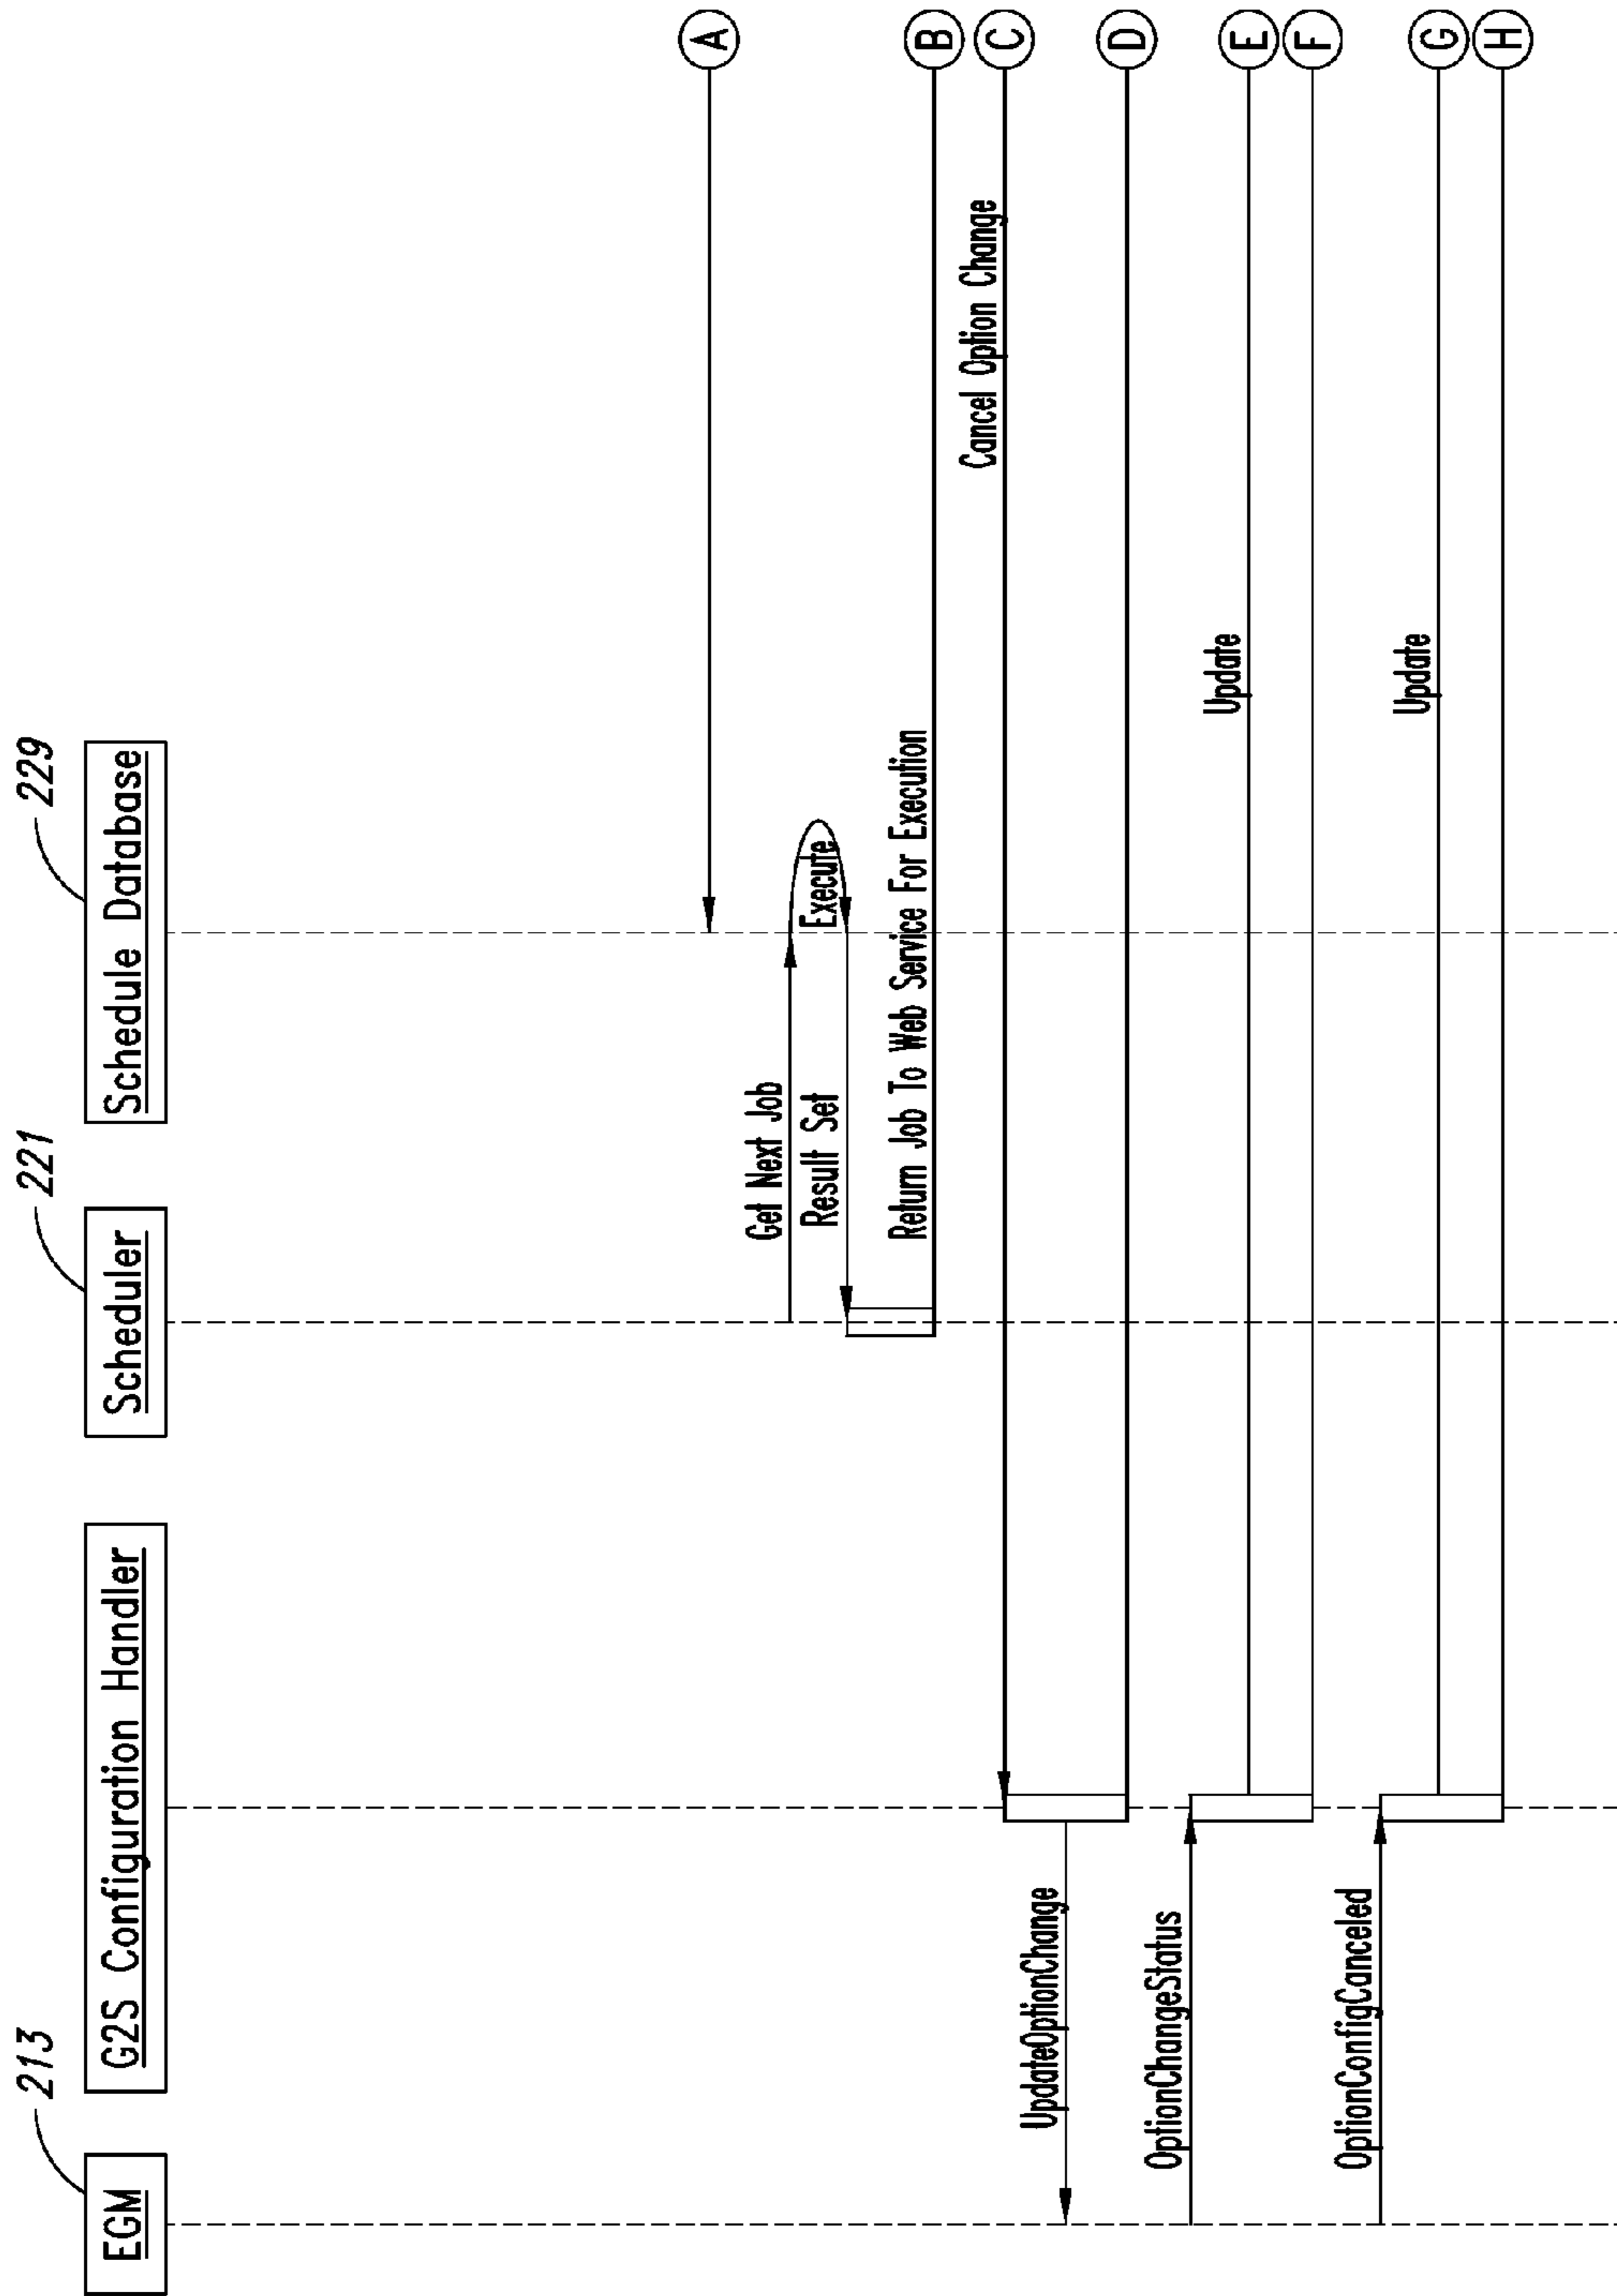 213
221
229
EGM
G2S Configuration Handler
Scheduler
Schedule Database
A
Get Next Job
Execute
Result Set
Return Job To Web Service For Execution
B
Cancel Option Change
C
UpdateOptionChange
D
OptionChangeStatus
Update
E
F
OptionConfigCanceled
Update
G
H